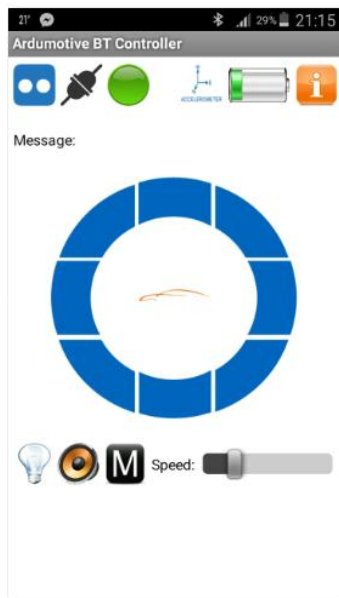 21° 29% 21:15
Ardumotive BT Controller
ACCELEROMETER
i
Message:
M Speed: